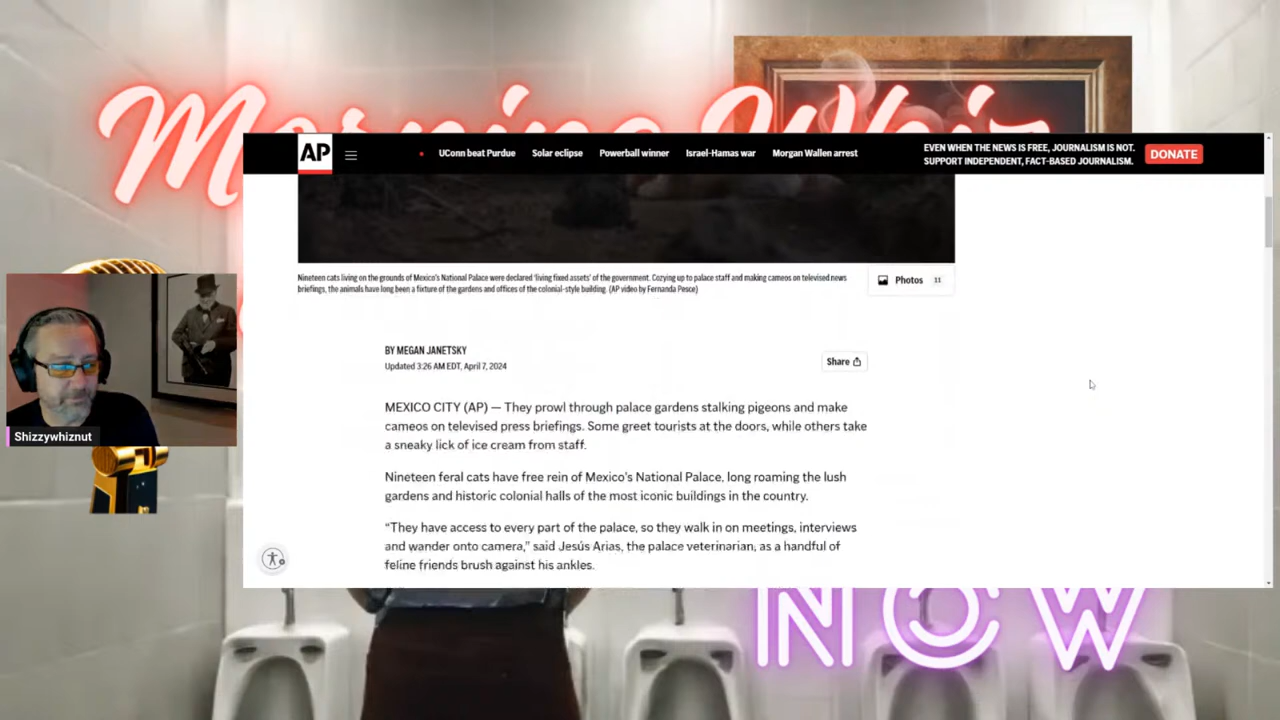 Morning Whiz
AP
UConn beat Purdue
Solar eclipse
Powerball winner
Israel-Hamas war
Morgan Wallen arrest
EVEN WHEN THE NEWS IS FREE, JOURNALISM IS NOT.
SUPPORT INDEPENDENT, FACT-BASED JOURNALISM.
DONATE
Nineteen cats living on the grounds of Mexico's National Palace were declared 'living fixed assets' of the government. Cozying up to palace staff and making cameos on televised news
briefings, the animals have long been a fixture of the gardens and offices of the colonial-style building. (AP video by Fernanda Pesce)
Photos 11
BY MEGAN JANETSKY
Updated 3:26 AM EDT, April 7, 2024
Share
MEXICO CITY (AP) — They prowl through palace gardens stalking pigeons and make
cameos on televised press briefings. Some greet tourists at the doors, while others take
a sneaky lick of ice cream from staff.
Nineteen feral cats have free rein of Mexico's National Palace, long roaming the lush
gardens and historic colonial halls of the most iconic buildings in the country.
“They have access to every part of the palace, so they walk in on meetings, interviews
and wander onto camera,” said Jesús Arias, the palace veterinarian, as a handful of
feline friends brush against his ankles.
Shizzywhiznut
NOW